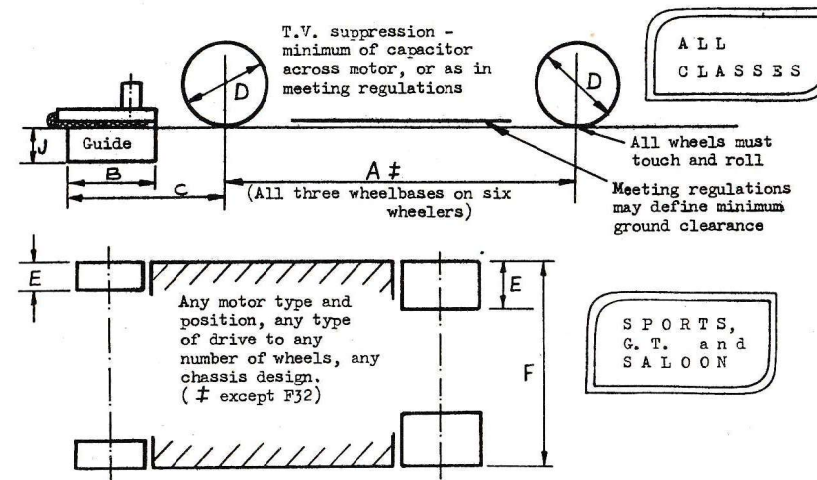 T.V. suppression -
minimum of capacitor
across motor, or as in
meeting regulations
ALL
CLASSES
D
D
J
Guide
B
C
A ‡
(All three wheelbases on six
wheelers)
All wheels must
touch and roll
Meeting regulations
may define minimum
ground clearance
E
E
F
Any motor type and
position, any type
of drive to any
number of wheels, any
chassis design.
( ‡ except F32)
SPORTS,
G. T. and
SALOON